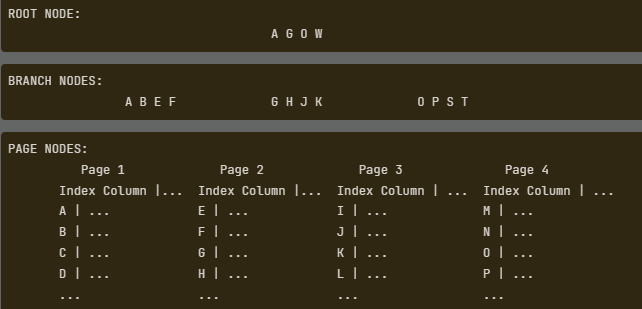 ROOT NODE:
A G O W
BRANCH NODES:
A B E F G H J K O P S T
PAGE NODES:
Page 1 Page 2 Page 3 Page 4
Index Column |... Index Column |... Index Column | ... Index Column | ...
A | ... E | ... I | ... M | ...
B | ... F | ... J | ... N | ...
C | ... G | ... K | ... O | ...
D | ... H | ... L | ... P | ...
... ... ... ...